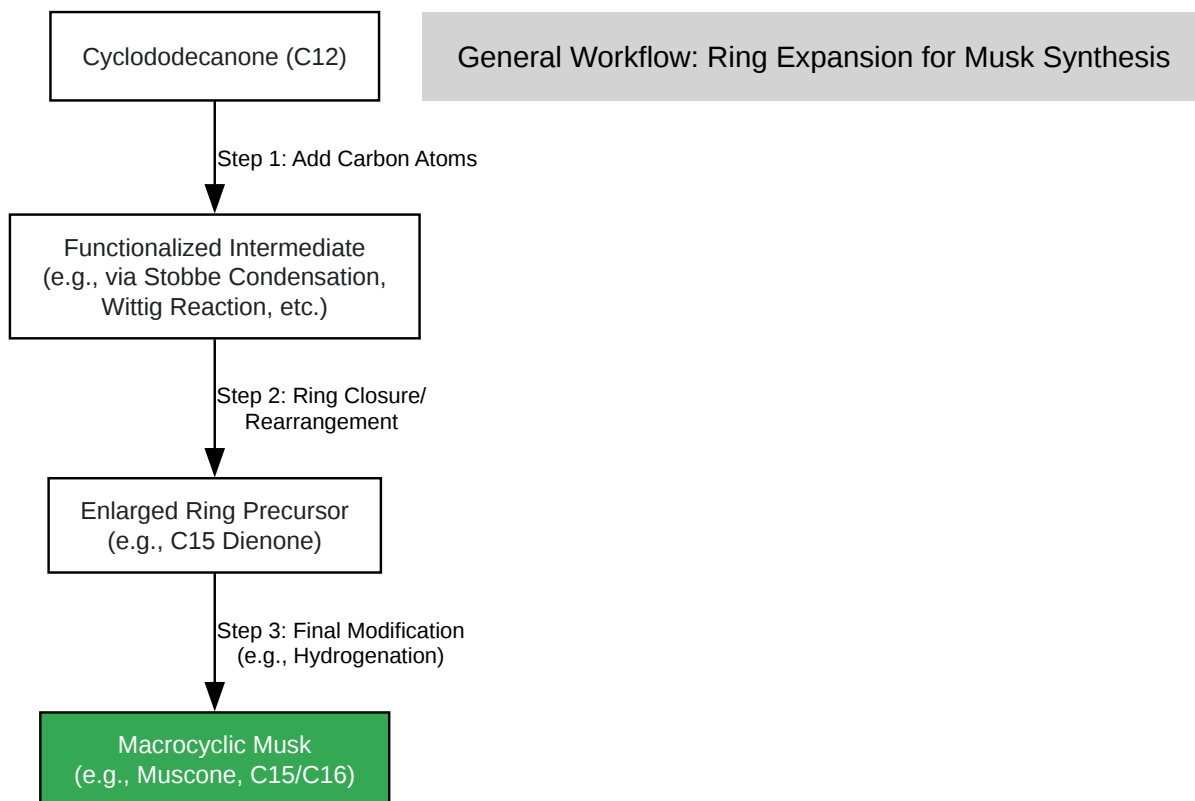 Cyclododecanone (C12)
General Workflow: Ring Expansion for Musk Synthesis
Step 1: Add Carbon Atoms
Functionalized Intermediate
(e.g., via Stobbe Condensation,
Wittig Reaction, etc.)
Step 2: Ring Closure/
Rearrangement
Enlarged Ring Precursor
(e.g., C15 Dienone)
Step 3: Final Modification
(e.g., Hydrogenation)
Macrocyclic Musk
(e.g., Muscone, C15/C16)